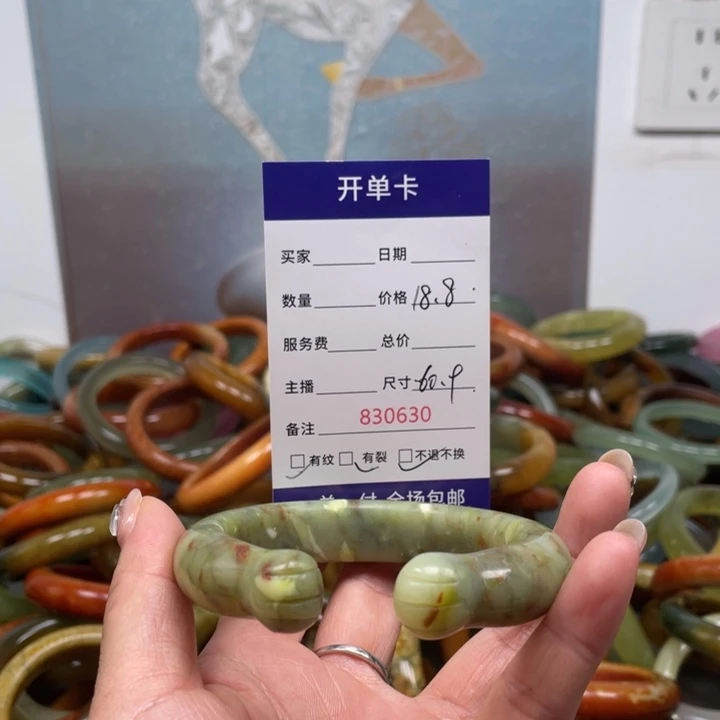 开单卡
买家 日期
数量 价格 18.8
服务费 总价
主播 尺寸 60.9
830630
备注
有纹 有裂 不退不换
付 全场包邮